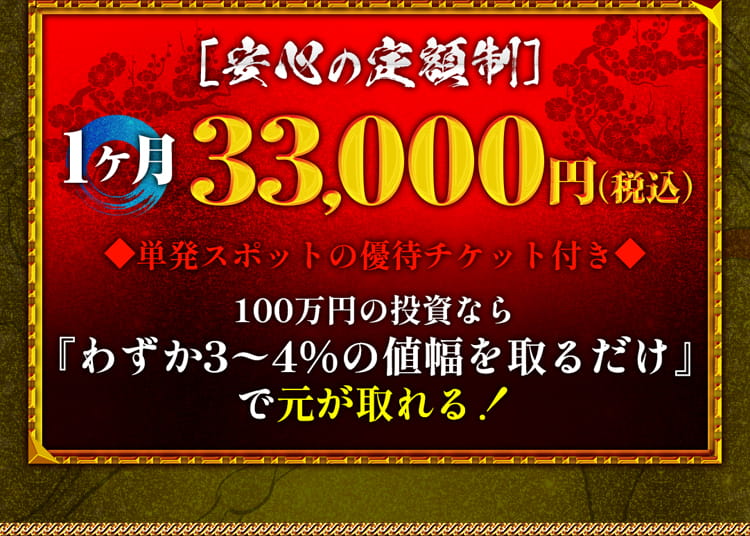 [安心の定額制]
1ヶ月 33,000円(税込)
◆単発スポットの優待チケット付き◆
100万円の投資なら
『わずか3〜4%の値幅を取るだけ』
で元が取れる!